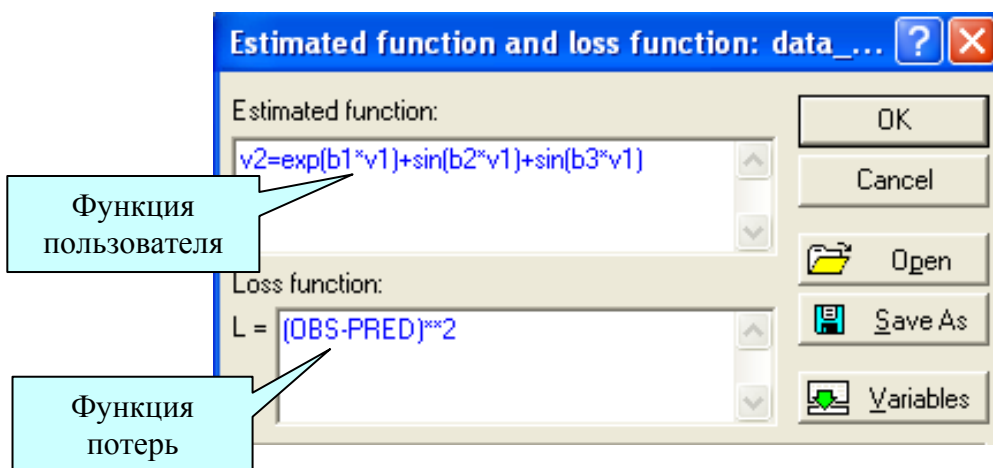 Estimated function and loss function: data_... ?
Estimated function:
v2=exp(b1*v1)+sin(b2*v1)+sin(b3*v1)
OK
Cancel
Функция
пользователя
Open
Loss function:
L = (OBS-PRED)**2
Save As
Функция
потерь
Variables